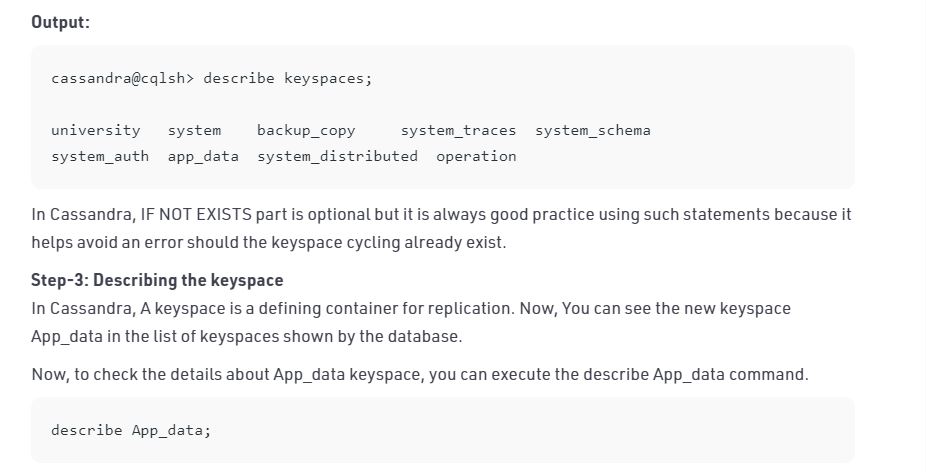 Output:
cassandra@cqlsh> describe keyspaces;
university system backup_copy system_traces system_schema
system_auth app_data system_distributed operation
In Cassandra, IF NOT EXISTS part is optional but it is always good practice using such statements because it
helps avoid an error should the keyspace cycling already exist.
Step-3: Describing the keyspace
In Cassandra, A keyspace is a defining container for replication. Now, You can see the new keyspace
App_data in the list of keyspaces shown by the database.
Now, to check the details about App_data keyspace, you can execute the describe App_data command.
describe App_data;